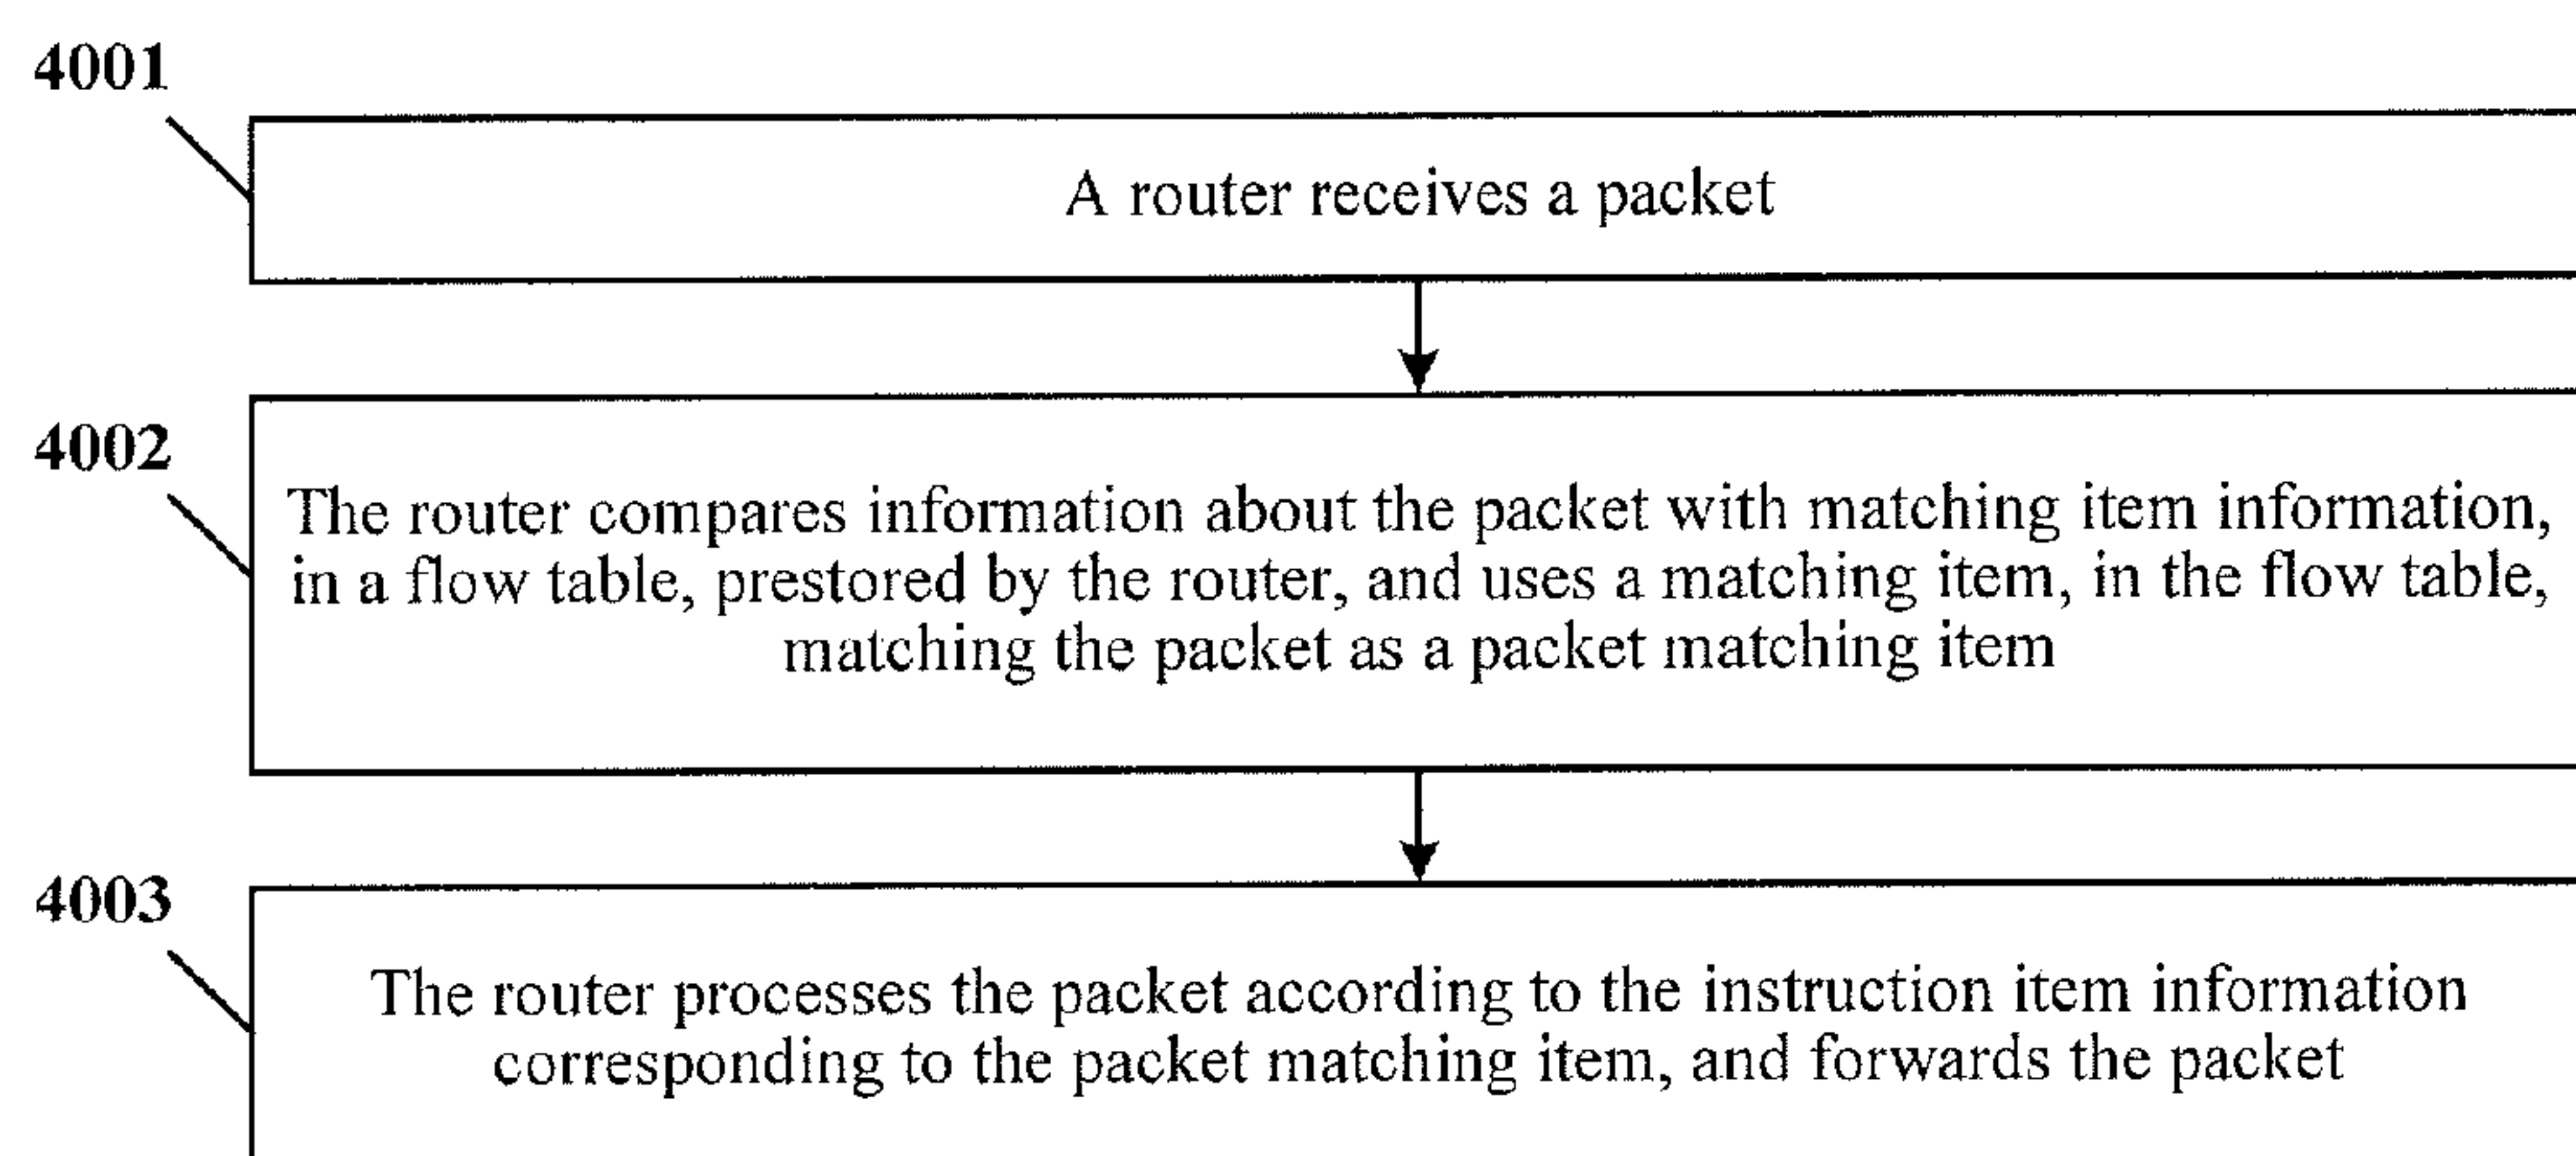 4001
A router receives a packet
4002
The router compares information about the packet with matching item information,
in a flow table, prestored by the router, and uses a matching item, in the flow table,
matching the packet as a packet matching item
4003
The router processes the packet according to the instruction item information
corresponding to the packet matching item, and forwards the packet